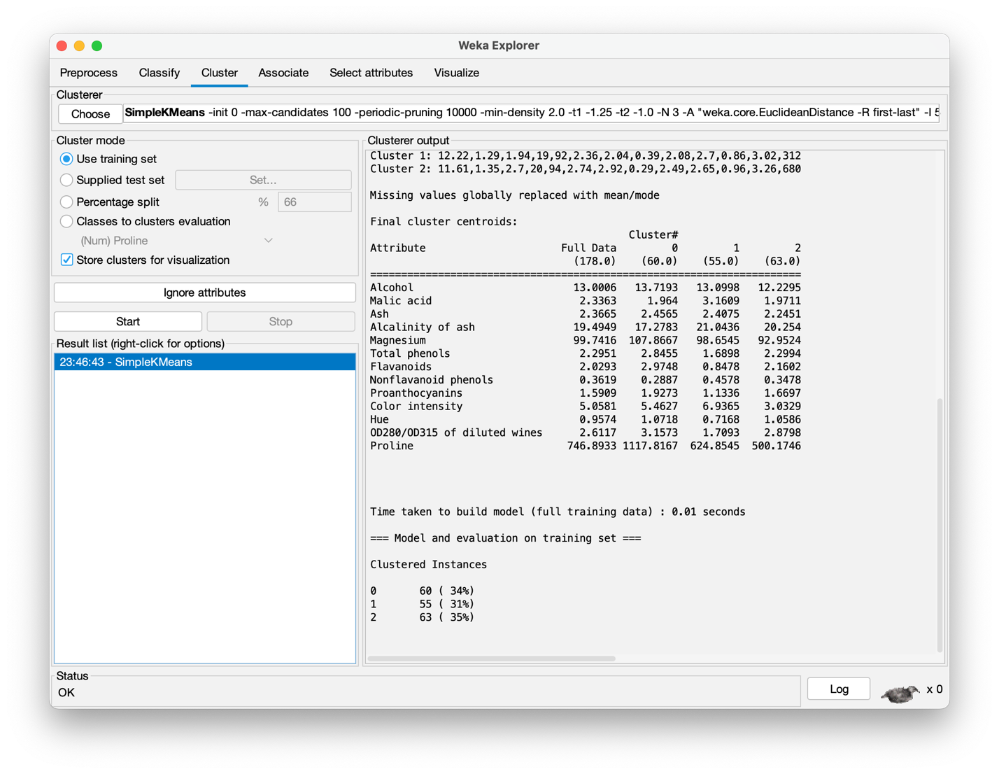 Weka Explorer
Preprocess Classify Cluster Associate Select attributes Visualize
Clusterer
Choose SimpleKMeans -init 0 -max-candidates 100 -periodic-pruning 10000 -min-density 2.0 -t1 -1.25 -t2 -1.0 -N 3 -A "weka.core.EuclideanDistance -R first-last" -I 5
Cluster mode
Use training set
Supplied test set Set...
Percentage split % 66
Classes to clusters evaluation
(Num) Proline
Store clusters for visualization
Ignore attributes
Start Stop
Result list (right-click for options)
23:46:43 - SimpleKMeans
Clusterer output
Cluster 1: 12.22,1.29,1.94,19,92,2.36,2.04,0.39,2.08,2.7,0.86,3.02,312
Cluster 2: 11.61,1.35,2.7,20,94,2.74,2.92,0.29,2.49,2.65,0.96,3.26,680
Missing values globally replaced with mean/mode
Final cluster centroids:
Cluster#
Attribute Full Data 0 1 2
(178.0) (60.0) (55.0) (63.0)
======================================================================
Alcohol 13.0006 13.7193 13.0998 12.2295
Malic acid 2.3363 1.964 3.1609 1.9711
Ash 2.3665 2.4565 2.4075 2.2451
Alcalinity of ash 19.4949 17.2783 21.0436 20.254
Magnesium 99.7416 107.8667 98.6545 92.9524
Total phenols 2.2951 2.8455 1.6898 2.2994
Flavanoids 2.0293 2.9748 0.8478 2.1602
Nonflavanoid phenols 0.3619 0.2887 0.4578 0.3478
Proanthocyanins 1.5909 1.9273 1.1336 1.6697
Color intensity 5.0581 5.4627 6.9365 3.0329
Hue 0.9574 1.0718 0.7168 1.0586
OD280/OD315 of diluted wines 2.6117 3.1573 1.7093 2.8798
Proline 746.8933 1117.8167 624.8545 500.1746
Time taken to build model (full training data) : 0.01 seconds
=== Model and evaluation on training set ===
Clustered Instances
0 60 ( 34%)
1 55 ( 31%)
2 63 ( 35%)
Status
OK
Log x 0